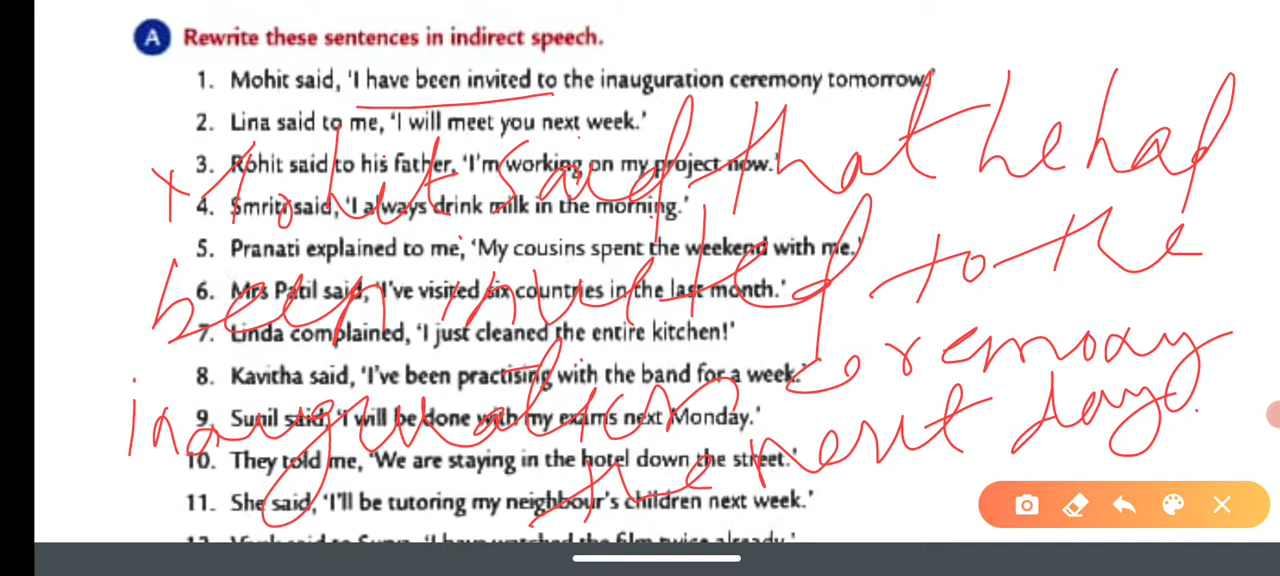 A Rewrite these sentences in indirect speech.
1. Mohit said, 'I have been invited to the inauguration ceremony tomorrow.'
2. Lina said to me, 'I will meet you next week.'
3. Rohit said to his father, 'I'm working on my project now.'
4. Smriti said, 'I always drink milk in the morning.'
5. Pranati explained to me, 'My cousins spent the weekend with me.'
6. Mrs Patil said, 'I've visited six countries in the last month.'
7. Linda complained, 'I just cleaned the entire kitchen!'
8. Kavitha said, 'I've been practising with the band for a week.'
9. Sunil said, 'I will be done with my exams next Monday.'
10. They told me, 'We are staying in the hotel down the street.'
11. She said, 'I'll be tutoring my neighbour's children next week.'
said that he had
been invited to the
inauguration ceremony
the next day.